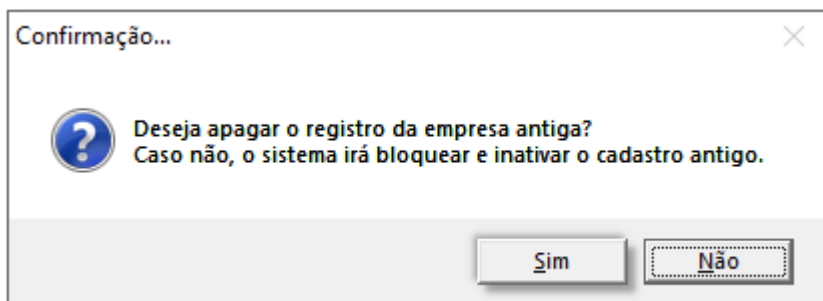 Confirmação...
Deseja apagar o registro da empresa antiga?
Caso não, o sistema irá bloquear e inativar o cadastro antigo.
Sim
Não